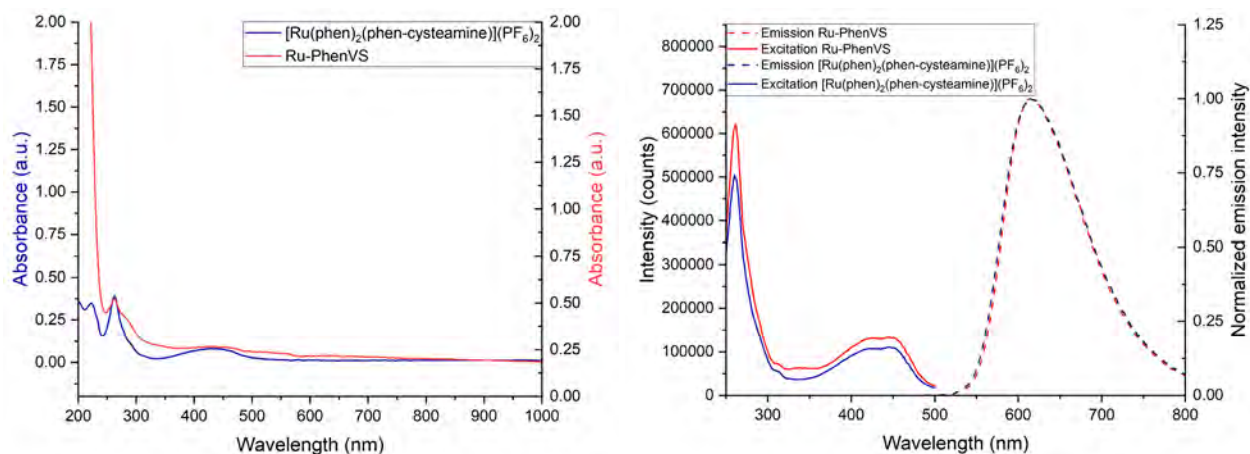 [Ru(phen)₂(phen-cysteamine)](PF₆)₂
Ru-PhenVS
2.00
1.75
1.50
1.25
1.00
0.75
0.50
0.25
0.00
Absorbance (a.u.)
2.00
1.75
1.50
1.25
1.00
0.75
0.50
0.25
0.00
Absorbance (a.u.)
200 300 400 500 600 700 800 900 1000
Wavelength (nm)
Emission Ru-PhenVS
Excitation Ru-PhenVS
Emission [Ru(phen)₂(phen-cysteamine)](PF₆)₂
Excitation [Ru(phen)₂(phen-cysteamine)](PF₆)₂
800000
700000
600000
500000
400000
300000
200000
100000
0
Intensity (counts)
1.25
1.00
0.75
0.50
0.25
0.00
Normalized emission intensity
300 400 500 600 700 800
Wavelength (nm)